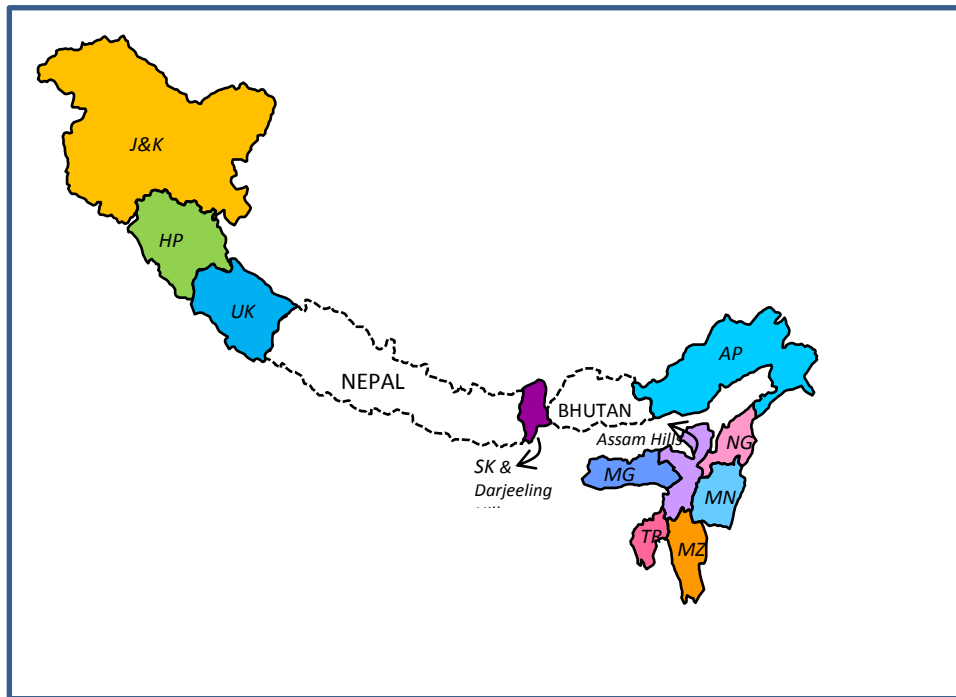 J&K
HP
UK
NEPAL
AP
BHUTAN
Assam Hills
NG
SK &
Darjeeling
MG
MN
TR
MZ